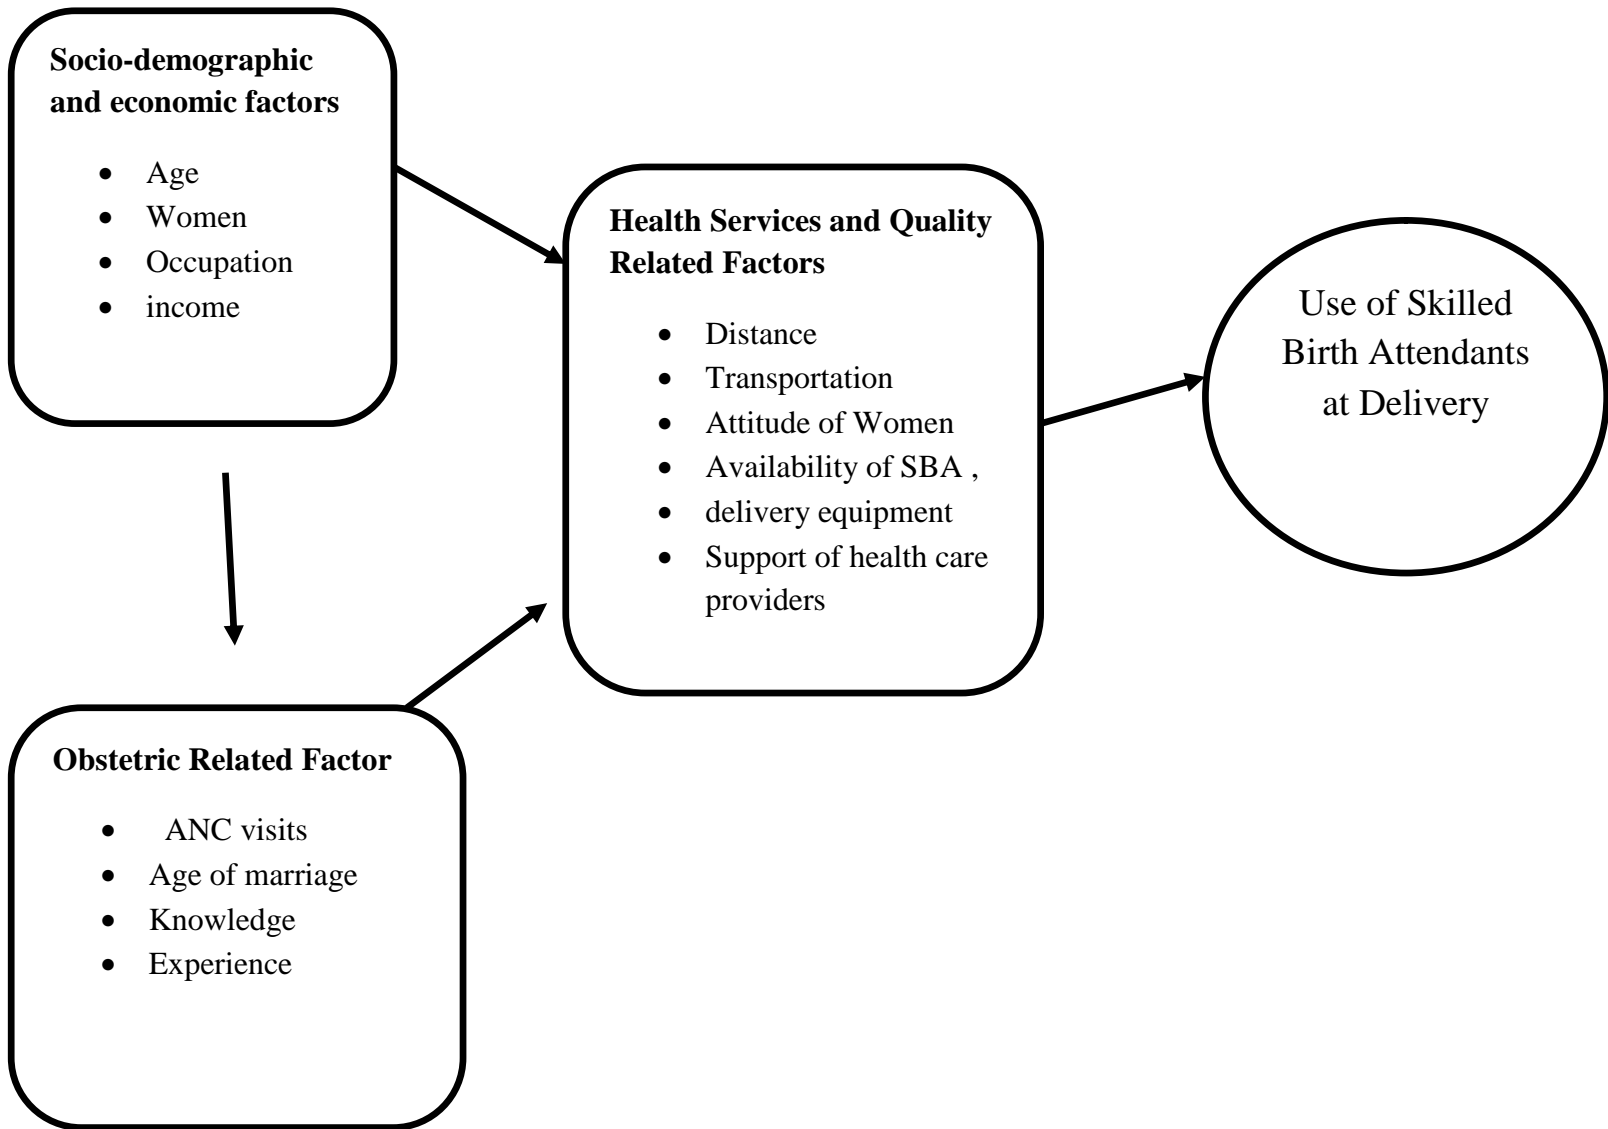 Socio-demographic
and economic factors
• Age
• Women
• Occupation
• income
Health Services and Quality
Related Factors
• Distance
• Transportation
• Attitude of Women
• Availability of SBA ,
• delivery equipment
• Support of health care
providers
Use of Skilled
Birth Attendants
at Delivery
Obstetric Related Factor
• ANC visits
• Age of marriage
• Knowledge
• Experience